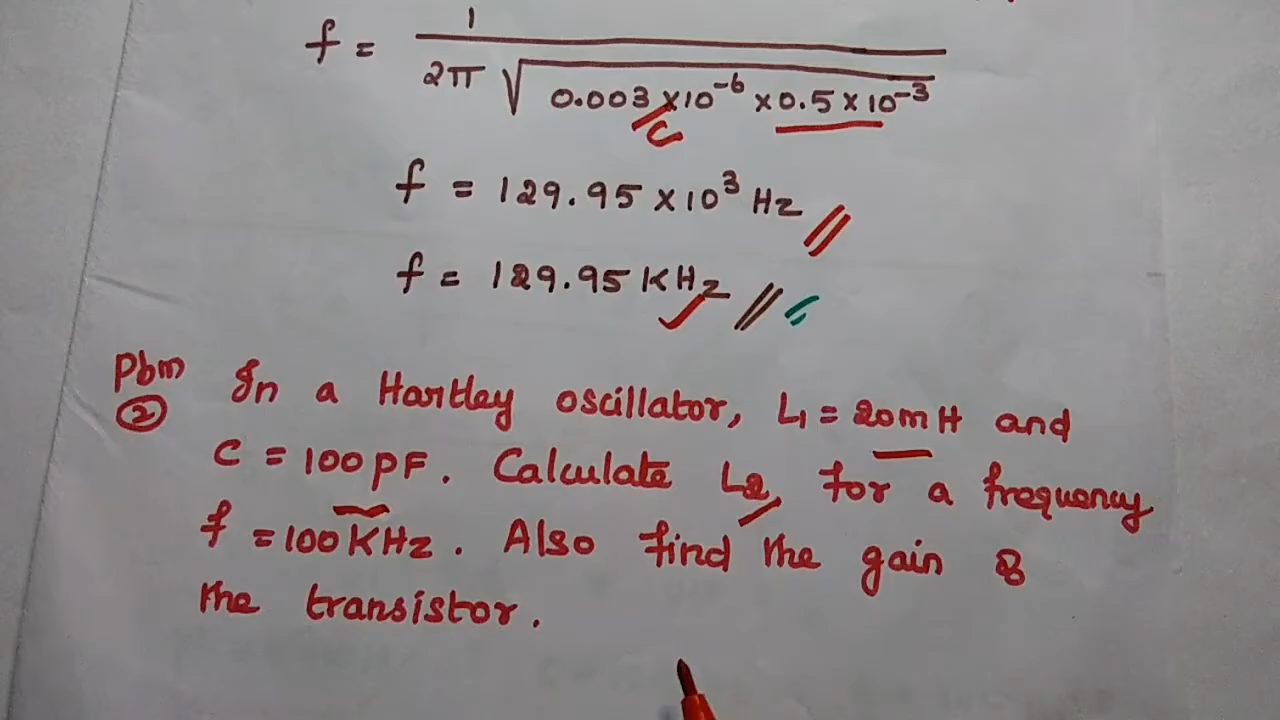 f = 1 / 2π √ 0.003 × 10⁻⁶ × 0.5 × 10⁻³
f = 129.95 × 10³ Hz //
f = 129.95 KHz //
Pbm In a Hartley oscillator, L₁ = 20mH and
② C = 100pF. Calculate L₂, for a frequency
f = 100KHz. Also find the gain of
the transistor.